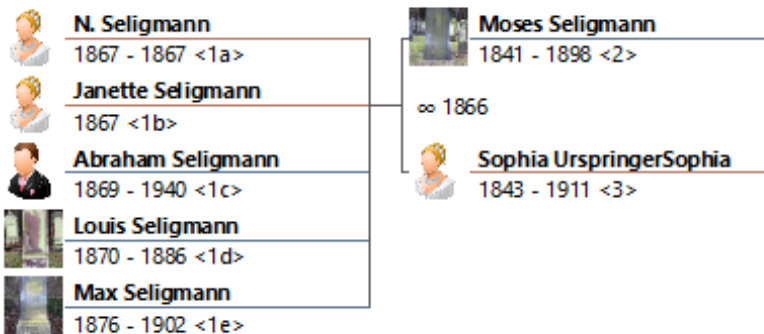 N. Seligmann
1867 - 1867 <1a>
Janette Seligmann
1867 <1b>
Abraham Seligmann
1869 - 1940 <1c>
Louis Seligmann
1870 - 1886 <1d>
Max Seligmann
1876 - 1902 <1e>
Moses Seligmann
1841 - 1898 <2>
∞ 1866
Sophia UrspringerSophia
1843 - 1911 <3>